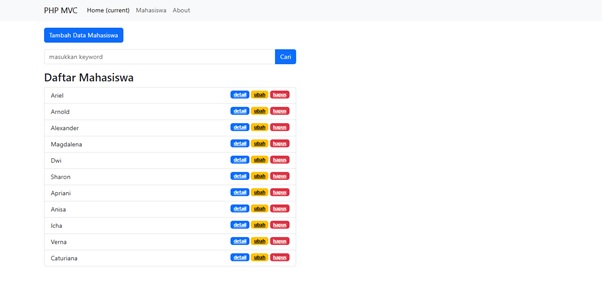 PHP MVC Home (current) Mahasiswa About
Tambah Data Mahasiswa
masukkan keyword Cari
Daftar Mahasiswa
Ariel detail ubah hapus
Arnold detail ubah hapus
Alexander detail ubah hapus
Magdalena detail ubah hapus
Dwi detail ubah hapus
Sharon detail ubah hapus
Apriani detail ubah hapus
Anisa detail ubah hapus
Icha detail ubah hapus
Verna detail ubah hapus
Caturiana detail ubah hapus